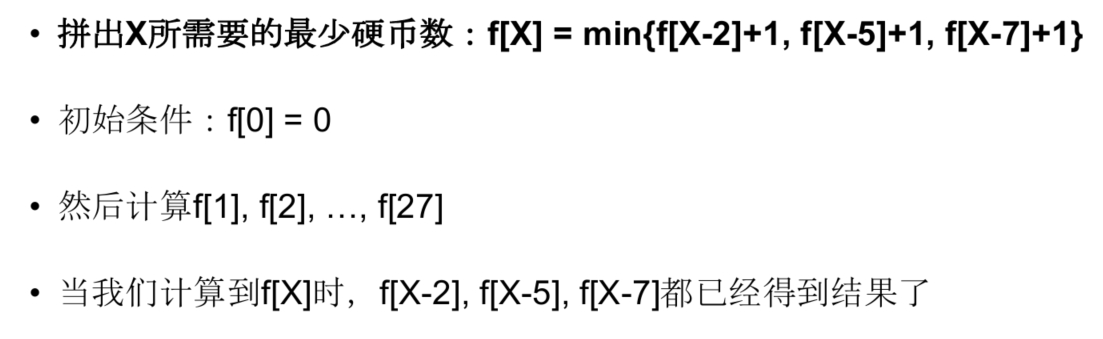 • 拼出X所需要的最少硬币数：f[X] = min{f[X-2]+1, f[X-5]+1, f[X-7]+1}
• 初始条件：f[0] = 0
• 然后计算f[1], f[2], …, f[27]
• 当我们计算到f[X]时，f[X-2], f[X-5], f[X-7]都已经得到结果了